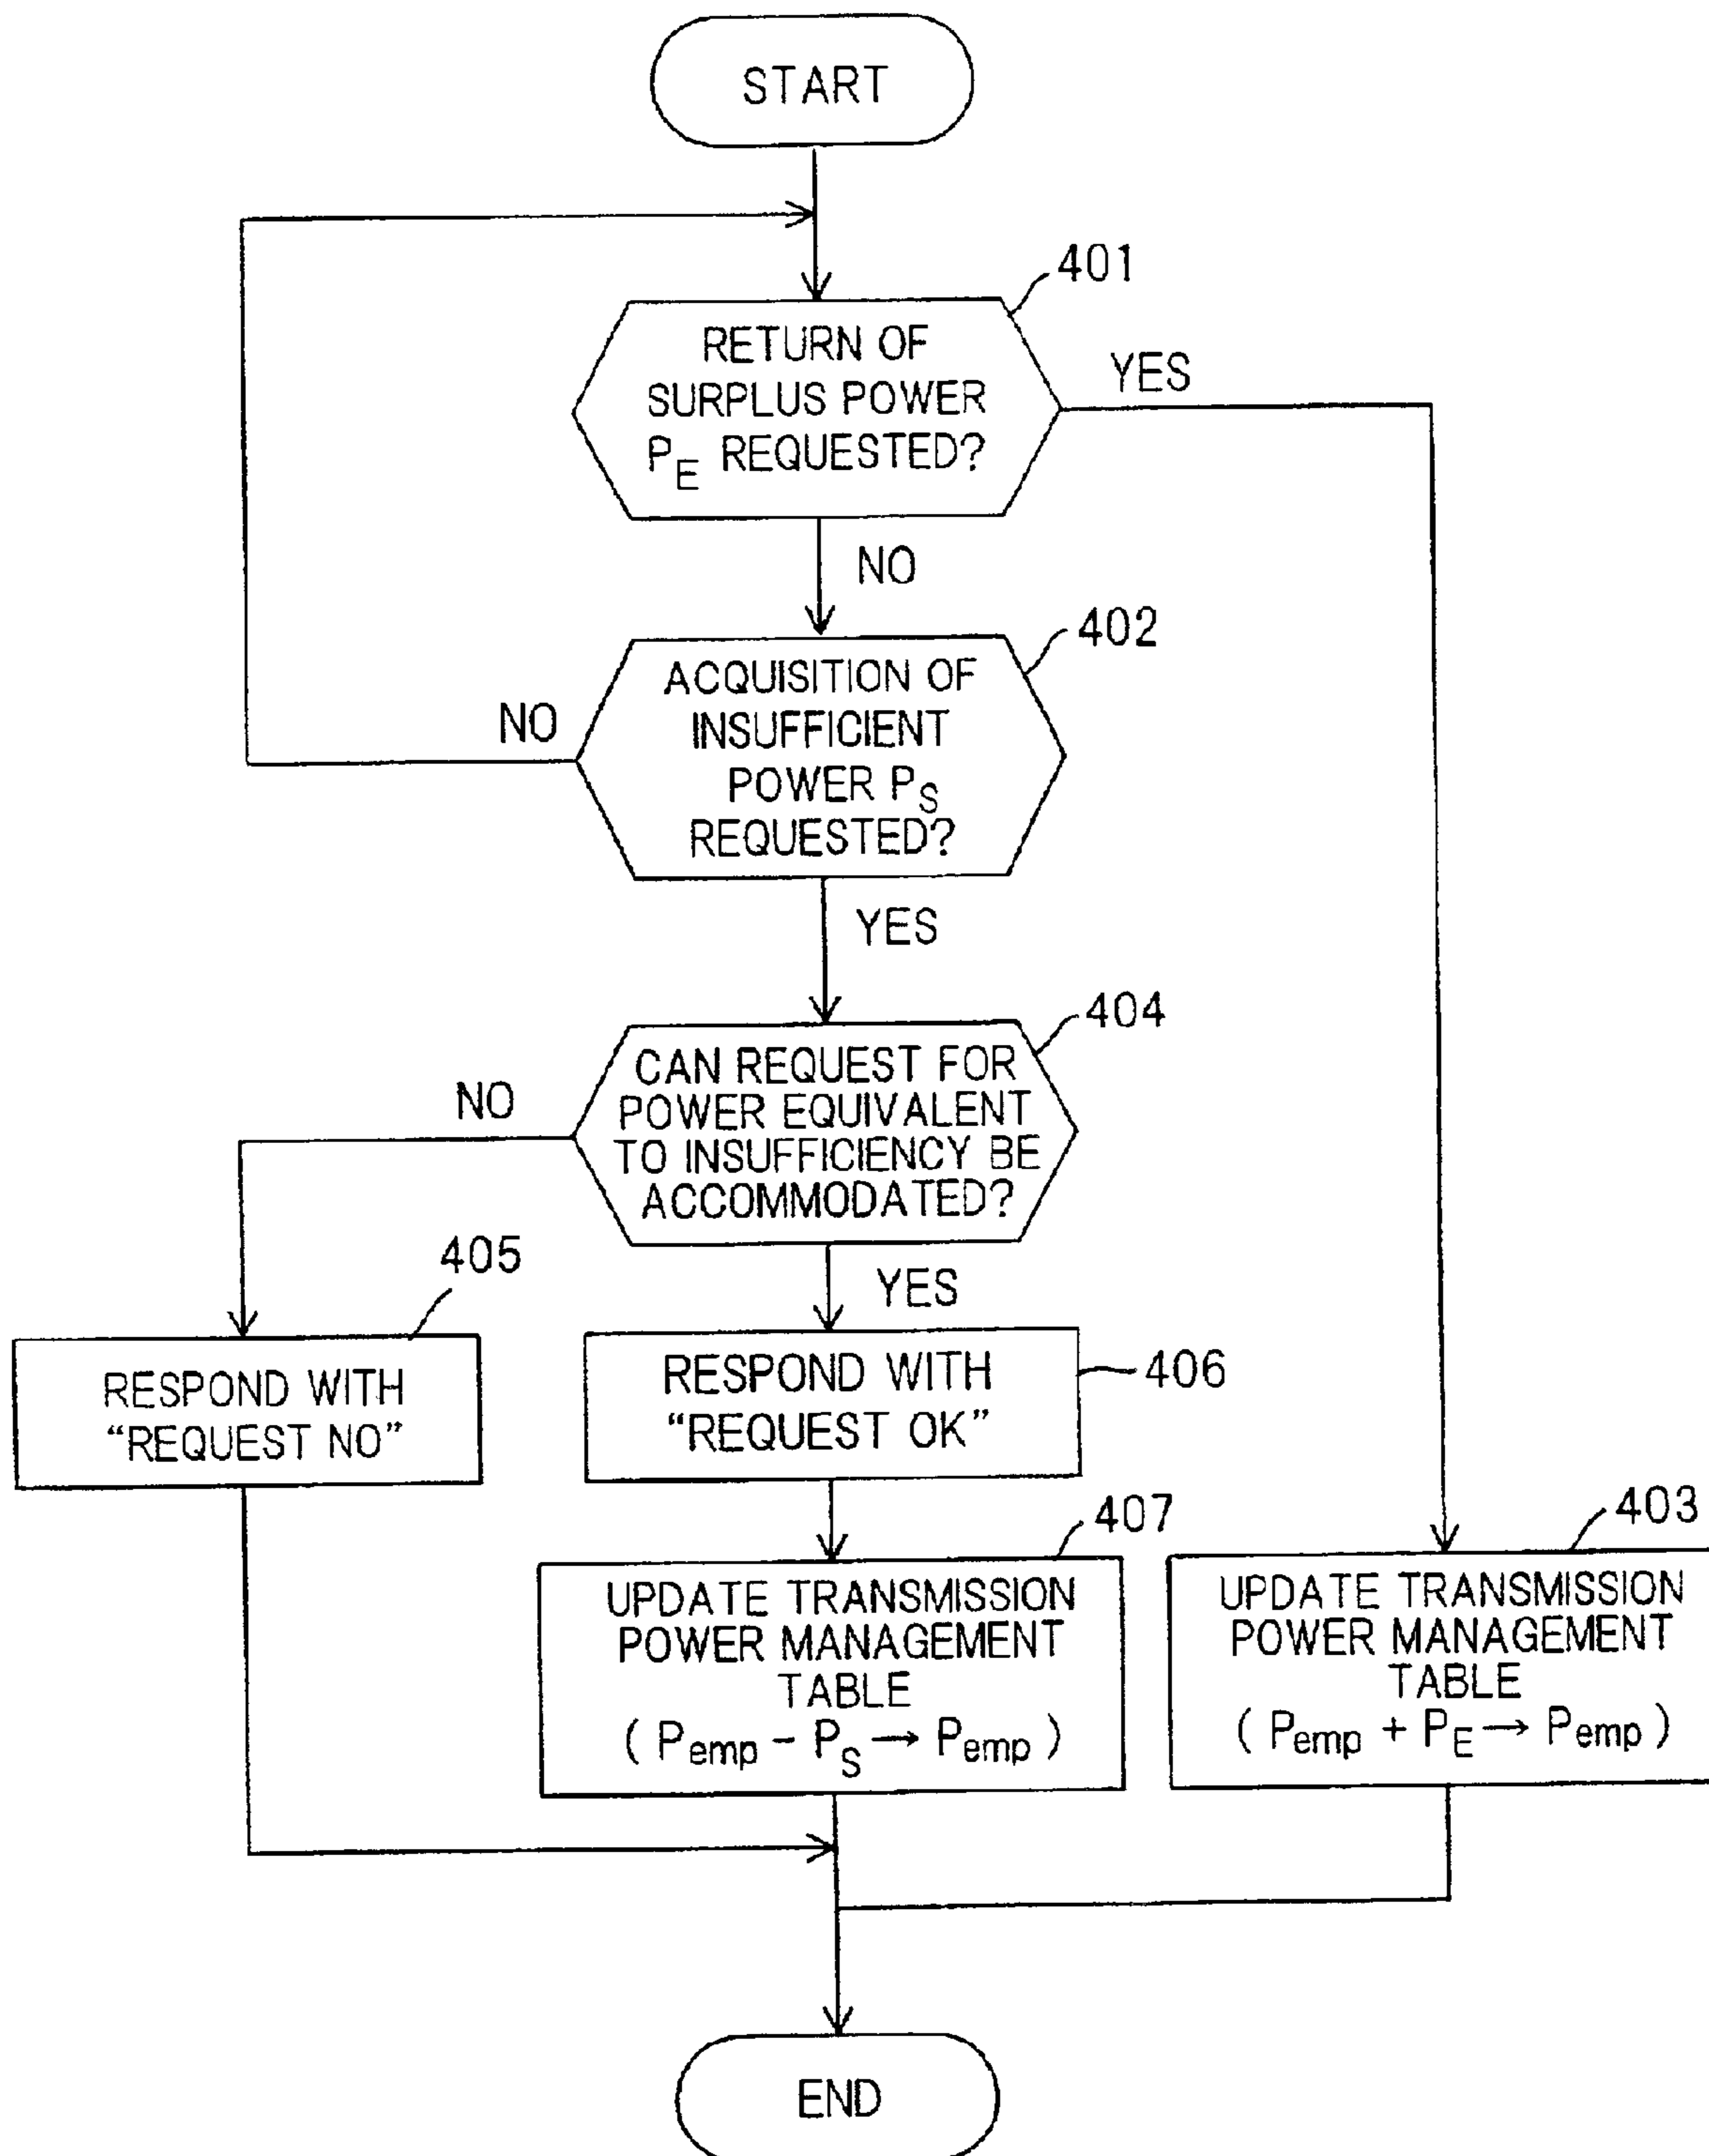 START
401
RETURN OF
SURPLUS POWER
PE REQUESTED?
YES
NO
402
ACQUISITION OF
INSUFFICIENT
POWER PS
REQUESTED?
NO
YES
404
CAN REQUEST FOR
POWER EQUIVALENT
TO INSUFFICIENCY BE
ACCOMMODATED?
NO
YES
405
RESPOND WITH
“REQUEST NO”
406
RESPOND WITH
“REQUEST OK”
407
UPDATE TRANSMISSION
POWER MANAGEMENT
TABLE
( Pemp - PS → Pemp )
403
UPDATE TRANSMISSION
POWER MANAGEMENT
TABLE
( Pemp + PE → Pemp )
END